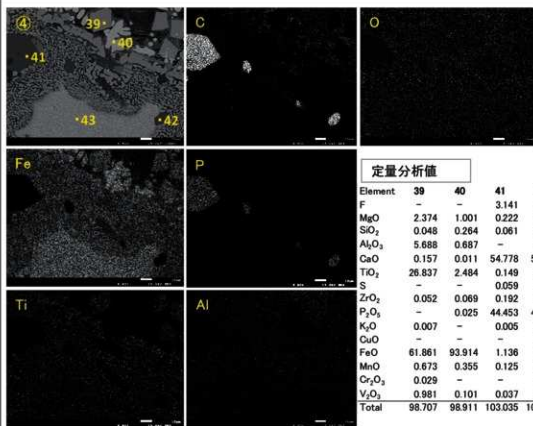 ④
39
40
41
43
42
C
O
Fe
P
Ti
Al
定量分析値
Element 39 40 41
F - - 3.141
MgO 2.374 1.001 0.222
SiO₂ 0.048 0.264 0.061
Al₂O₃ 5.688 0.687 -
CaO 0.157 0.011 54.778 5
TiO₂ 26.837 2.484 0.149
S - - 0.059
ZrO₂ 0.052 0.069 0.192
P₂O₅ - 0.025 44.453 4
K₂O 0.007 - 0.005
CuO - - -
FeO 61.861 93.914 1.136
MnO 0.673 0.355 0.125
Cr₂O₃ 0.029 - -
V₂O₃ 0.981 0.101 0.037
Total 98.707 98.911 103.035 10